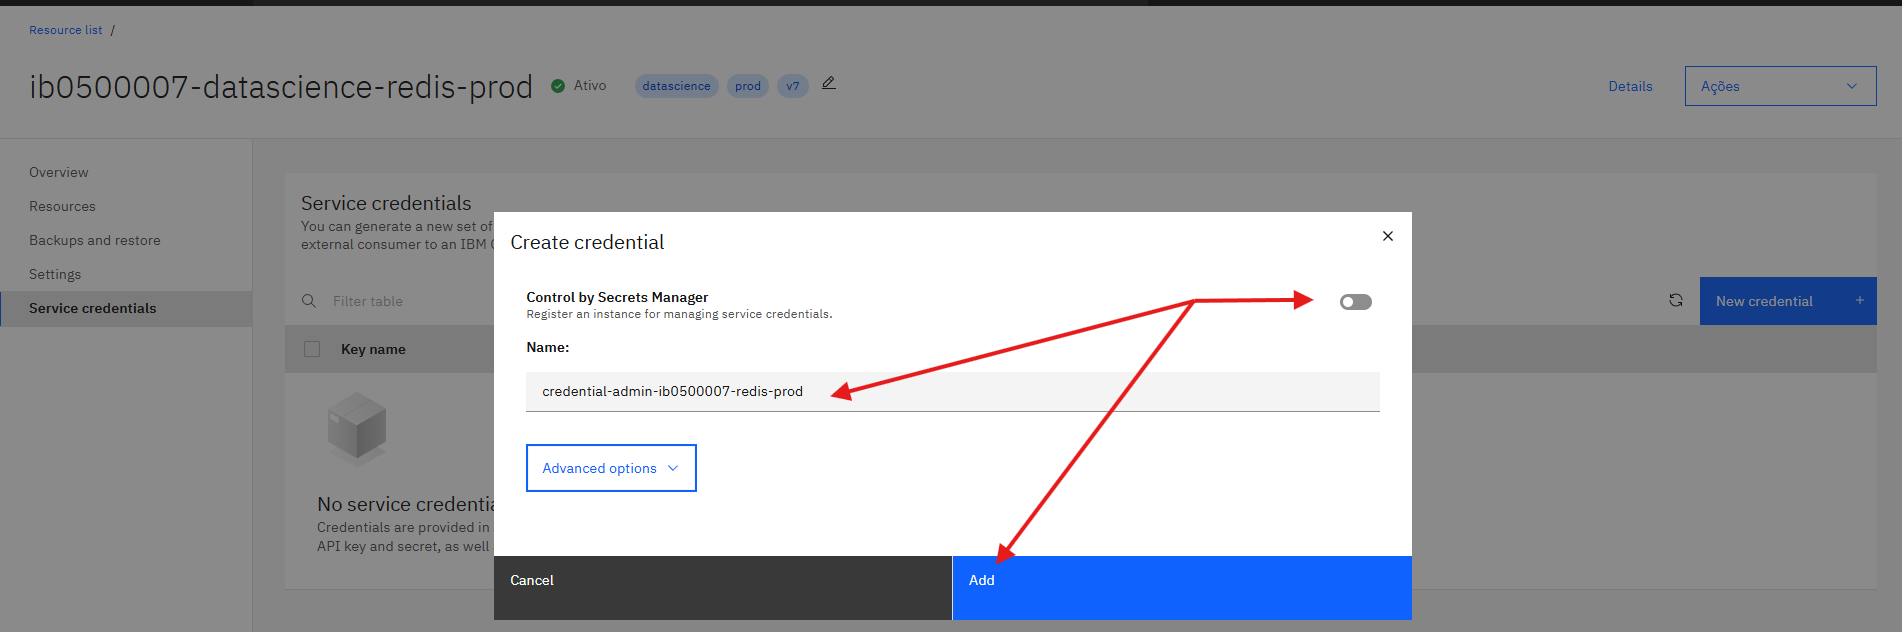 Resource list /
ib0500007-datascience-redis-prod
Ativo
datascience
prod
v7
Details
Ações
Overview
Resources
Backups and restore
Settings
Service credentials
Service credentials
You can generate a new set of
external consumer to an IBM
Filter table
New credential +
Key name
No service
Credentials are provided in
API key and secret, as well
Create credential
Control by Secrets Manager
Register an instance for managing service credentials.
Name:
credential-admin-ib0500007-redis-prod
Advanced options
Cancel
Add